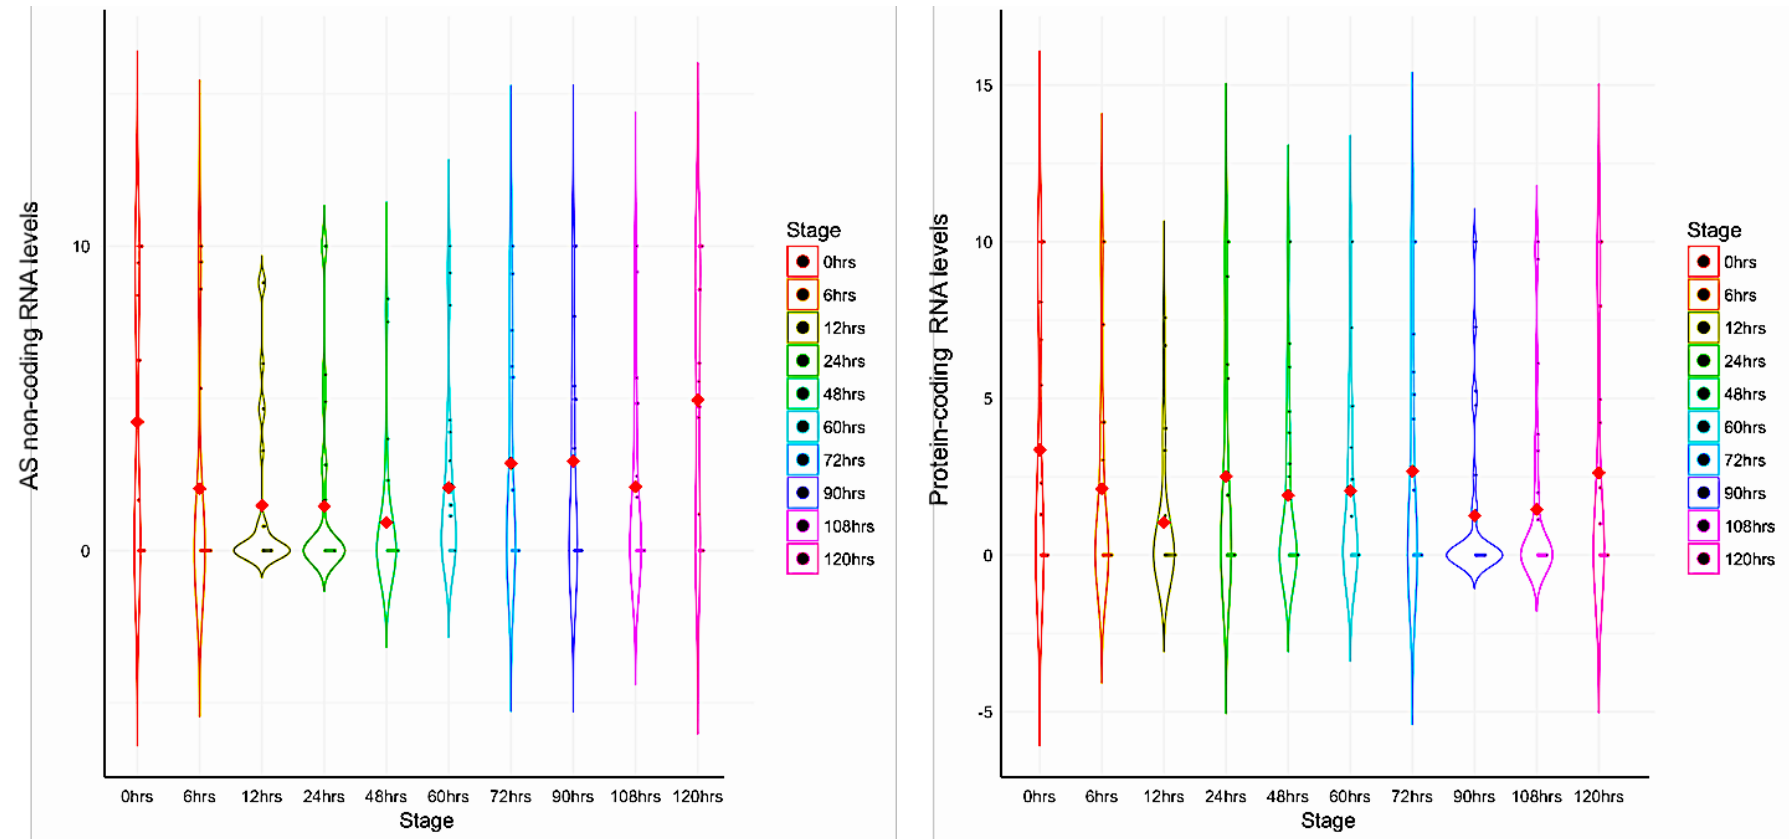 AS non-coding RNA levels
10
0
0hrs 6hrs 12hrs 24hrs 48hrs 60hrs 72hrs 90hrs 108hrs 120hrs
Stage
Stage
0hrs
6hrs
12hrs
24hrs
48hrs
60hrs
72hrs
90hrs
108hrs
120hrs
Protein-coding RNA levels
15
10
5
0
-5
0hrs 6hrs 12hrs 24hrs 48hrs 60hrs 72hrs 90hrs 108hrs 120hrs
Stage
Stage
0hrs
6hrs
12hrs
24hrs
48hrs
60hrs
72hrs
90hrs
108hrs
120hrs